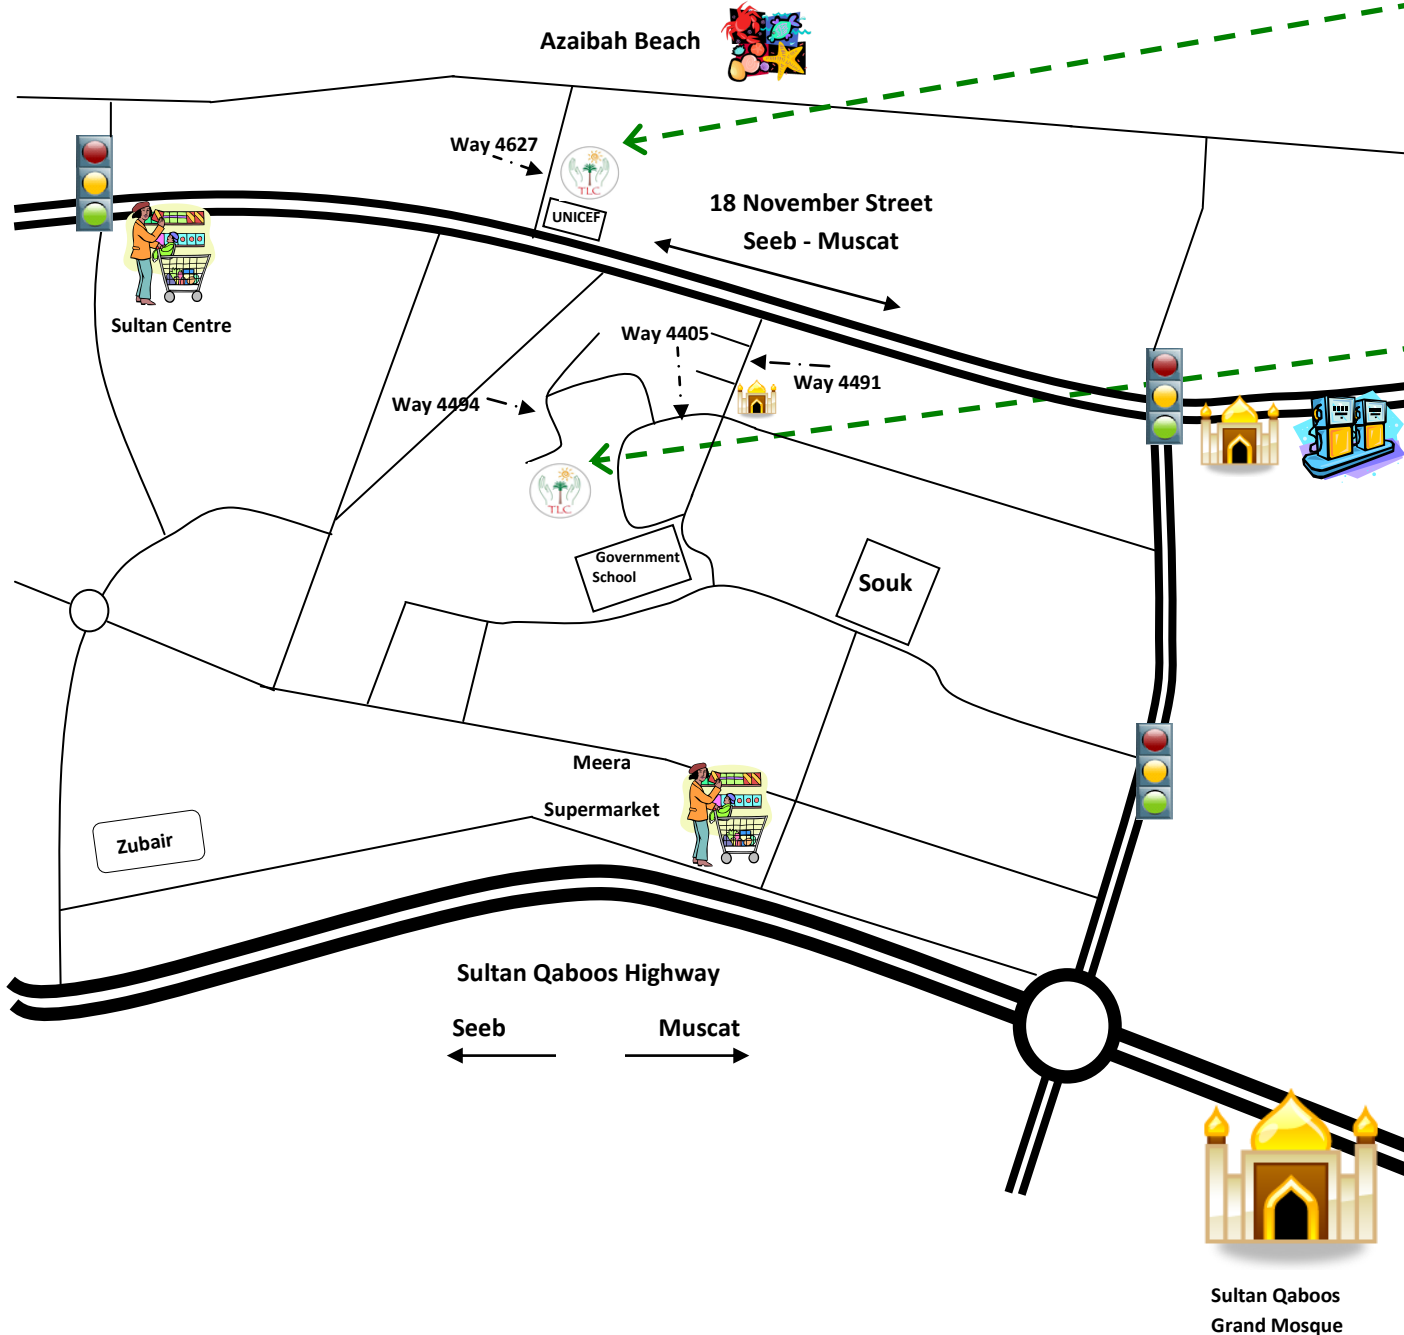 Azaibah Beach
Way 4627
TLC
UNICEF
18 November Street
Seeb - Muscat
Sultan Centre
Way 4405
Way 4491
Way 4494
TLC
Government
School
Souk
Meera
Supermarket
Zubair
Sultan Qaboos Highway
Seeb
Muscat
Sultan Qaboos
Grand Mosque